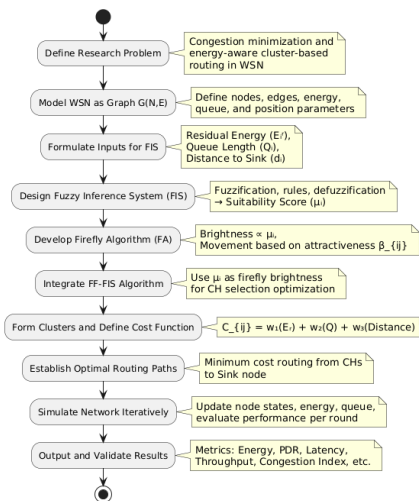 Define Research Problem
Congestion minimization and
energy-aware cluster-based
routing in WSN
Model WSN as Graph G(N,E)
Define nodes, edges, energy,
queue, and position parameters
Formulate Inputs for FIS
Residual Energy (Eᵢʳ),
Queue Length (Qᵢ),
Distance to Sink (dᵢ)
Design Fuzzy Inference System (FIS)
Fuzzification, rules, defuzzification
→ Suitability Score (μᵢ)
Develop Firefly Algorithm (FA)
Brightness ∝ μᵢ,
Movement based on attractiveness β_{ij}
Integrate FF-FIS Algorithm
Use μᵢ as firefly brightness
for CH selection optimization
Form Clusters and Define Cost Function
C_{ij} = w₁(Eᵣ) + w₂(Q) + w₃(Distance)
Establish Optimal Routing Paths
Minimum cost routing from CHs
to Sink node
Simulate Network Iteratively
Update node states, energy, queue,
evaluate performance per round
Output and Validate Results
Metrics: Energy, PDR, Latency,
Throughput, Congestion Index, etc.